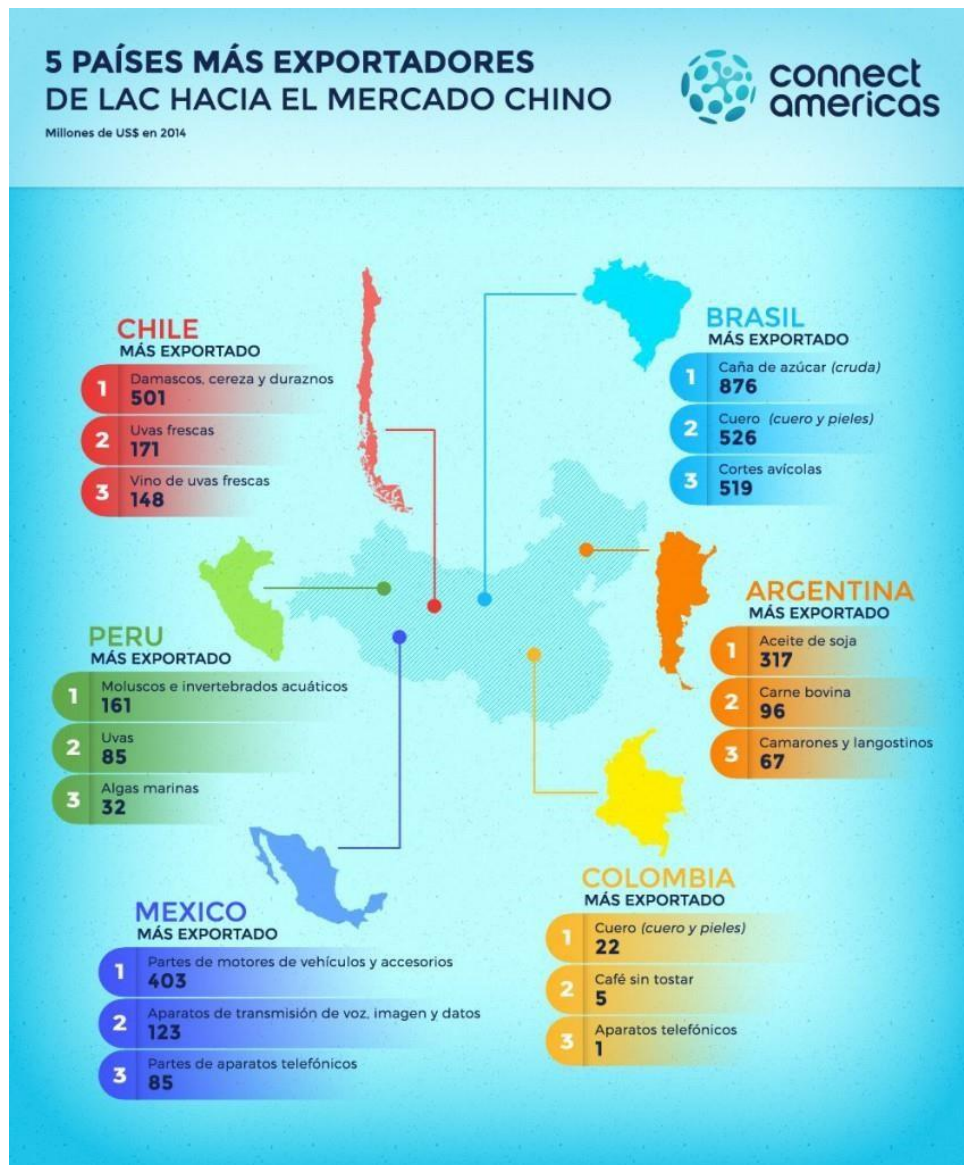 5 PAÍSES MÁS EXPORTADORES
DE LAC HACIA EL MERCADO CHINO
Millones de US$ en 2014
connect
americas
CHILE
MÁS EXPORTADO
1
Damascos, cereza y duraznos
501
2
Uvas frescas
171
3
Vino de uvas frescas
148
BRASIL
MÁS EXPORTADO
1
Caña de azúcar (cruda)
876
2
Cuero (cuero y pieles)
526
3
Cortes avícolas
519
PERU
MÁS EXPORTADO
1
Moluscos e invertebrados acuáticos
161
2
Uvas
85
3
Algas marinas
32
ARGENTINA
MÁS EXPORTADO
1
Aceite de soja
317
2
Carne bovina
96
3
Camarones y langostinos
67
MEXICO
MÁS EXPORTADO
1
Partes de motores de vehículos y accesorios
403
2
Aparatos de transmisión de voz, imagen y datos
123
3
Partes de aparatos telefónicos
85
COLOMBIA
MÁS EXPORTADO
1
Cuero (cuero y pieles)
22
2
Café sin tostar
5
3
Aparatos telefónicos
1